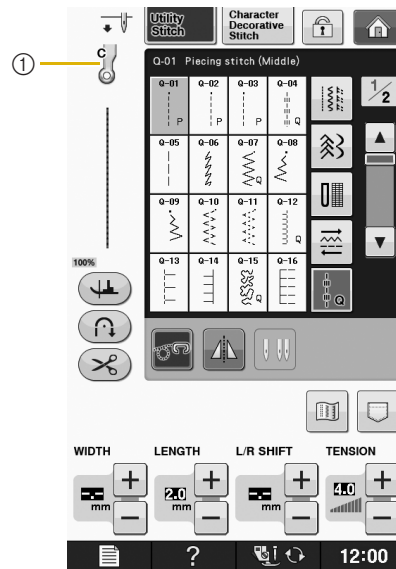 Utility Stitch
Character Decorative Stitch
C
1
Q-01 Piecing stitch (Middle)
1/2
Q-01 Q-02 Q-03 Q-04
P P P Q
Q-05 Q-06 Q-07 Q-08
Q
Q-09 Q-10 Q-11 Q-12
Q
Q-13 Q-14 Q-15 Q-16
Q
Q
100%
WIDTH LENGTH L/R SHIFT TENSION
2.0 4.0
mm mm mm
+ + + +
- - - -
? 12:00